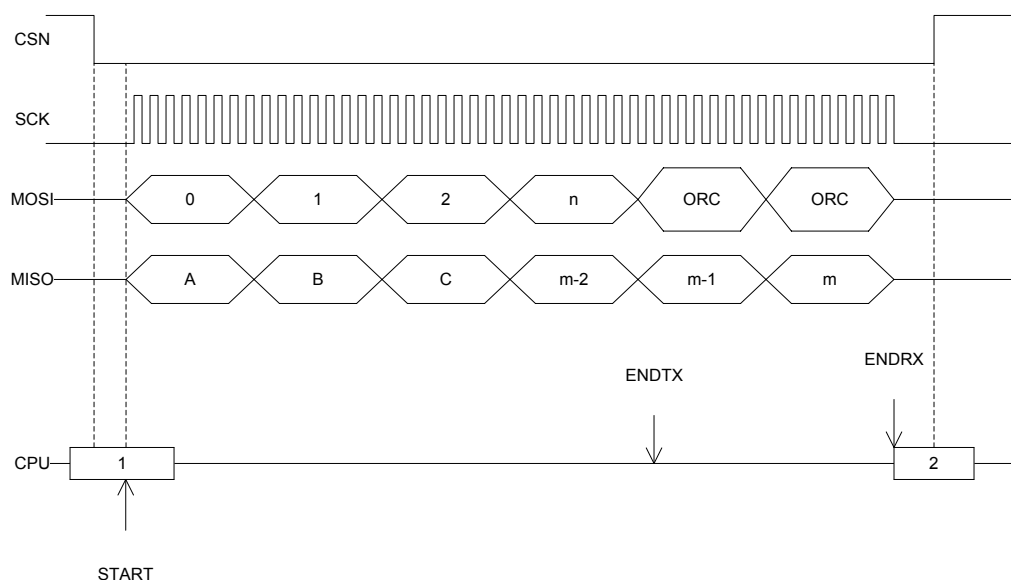 CSN
SCK
MOSI 0 1 2 n ORC ORC
MISO A B C m-2 m-1 m
ENDRX
ENDTX
CPU 1 2
START